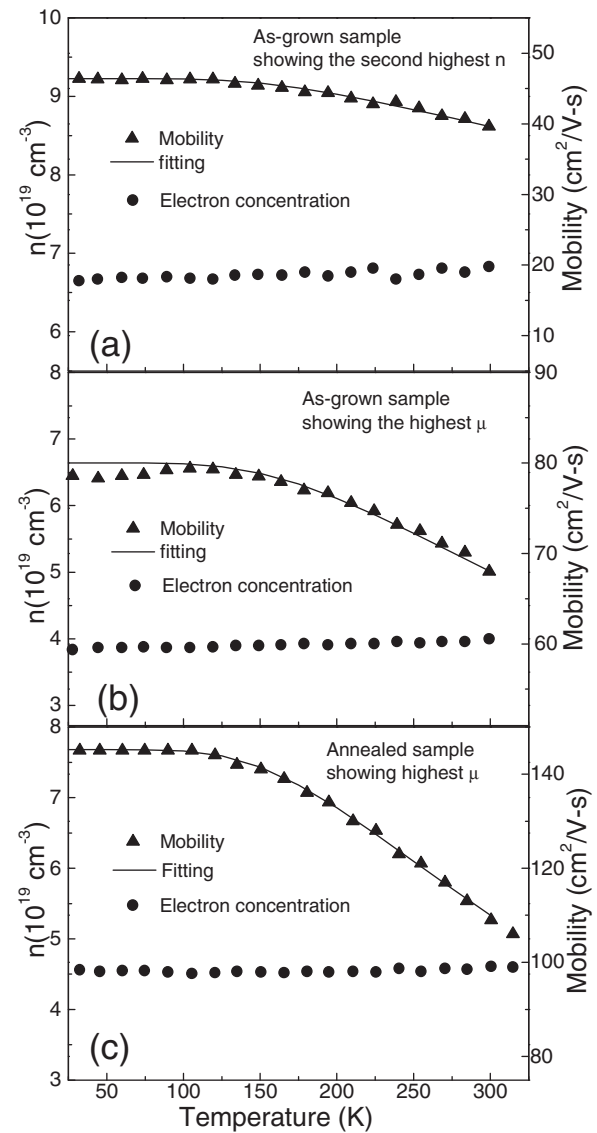 10
9
8
7
6
n(10^19 cm^-3)
As-grown sample
showing the second highest n
Mobility
fitting
Electron concentration
50
40
30
20
10
Mobility (cm^2/V-s)
(a)
8
7
6
5
4
3
n(10^19 cm^-3)
As-grown sample
showing the highest μ
Mobility
fitting
Electron concentration
90
80
70
60
Mobility (cm^2/V-s)
(b)
8
7
6
5
4
3
n(10^19 cm^-3)
Annealed sample
showing highest μ
Mobility
Fitting
Electron concentration
140
120
100
80
Mobility (cm^2/V-s)
(c)
50 100 150 200 250 300
Temperature (K)